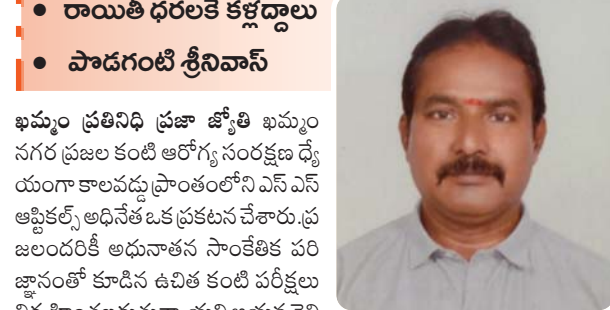 • రాయితీ ధరలకే కళ్లద్దాలు
• పొడగంటి శ్రీనివాస్
ఖమ్మం ప్రతినిధి ప్రజా జ్యోతి ఖమ్మం
నగర ప్రజల కంటి ఆరోగ్య సంరక్షణ ధ్యే
యంగా కాలవడ్డు ప్రాంతంలోని ఎస్ ఎస్
ఆప్టికల్స్ అధినేత ఒక ప్రకటన చేశారు.ప్ర
జలందరికీ అధునాతన సాంకేతిక పరి
జ్ఞానంతో కూడిన ఉచిత కంటి పరీక్షలు